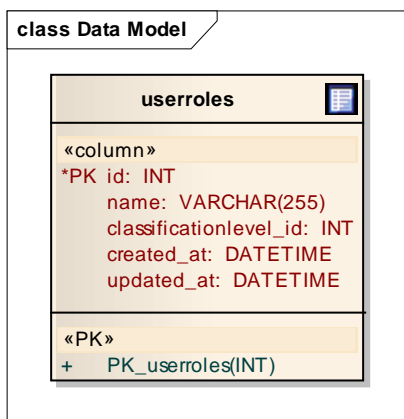 class Data Model
userroles
«column»
*PK id: INT
name: VARCHAR(255)
classificationlevel_id: INT
created_at: DATETIME
updated_at: DATETIME
«PK»
+ PK_userroles(INT)